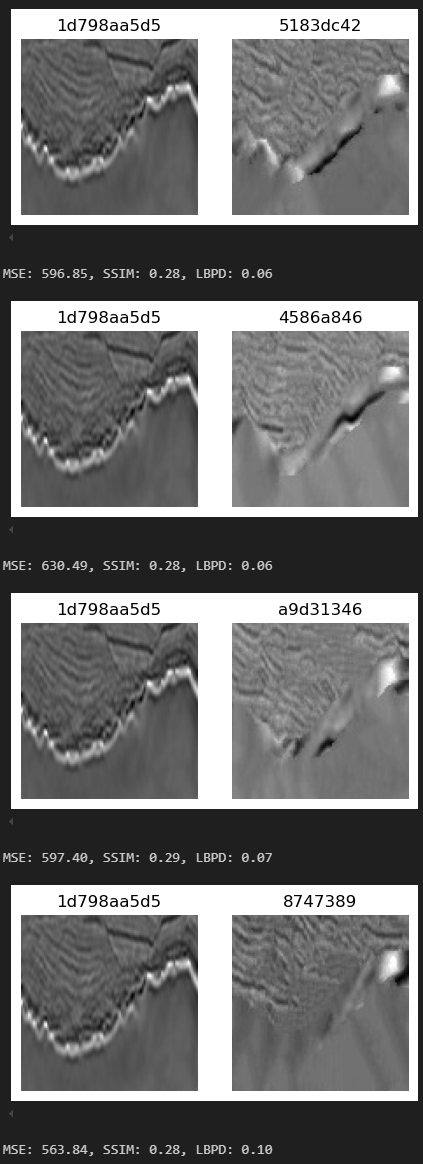 1d798aa5d5 5183dc42
MSE: 596.85, SSIM: 0.28, LBPD: 0.06
1d798aa5d5 4586a846
MSE: 630.49, SSIM: 0.28, LBPD: 0.06
1d798aa5d5 a9d31346
MSE: 597.40, SSIM: 0.29, LBPD: 0.07
1d798aa5d5 8747389
MSE: 563.84, SSIM: 0.28, LBPD: 0.10